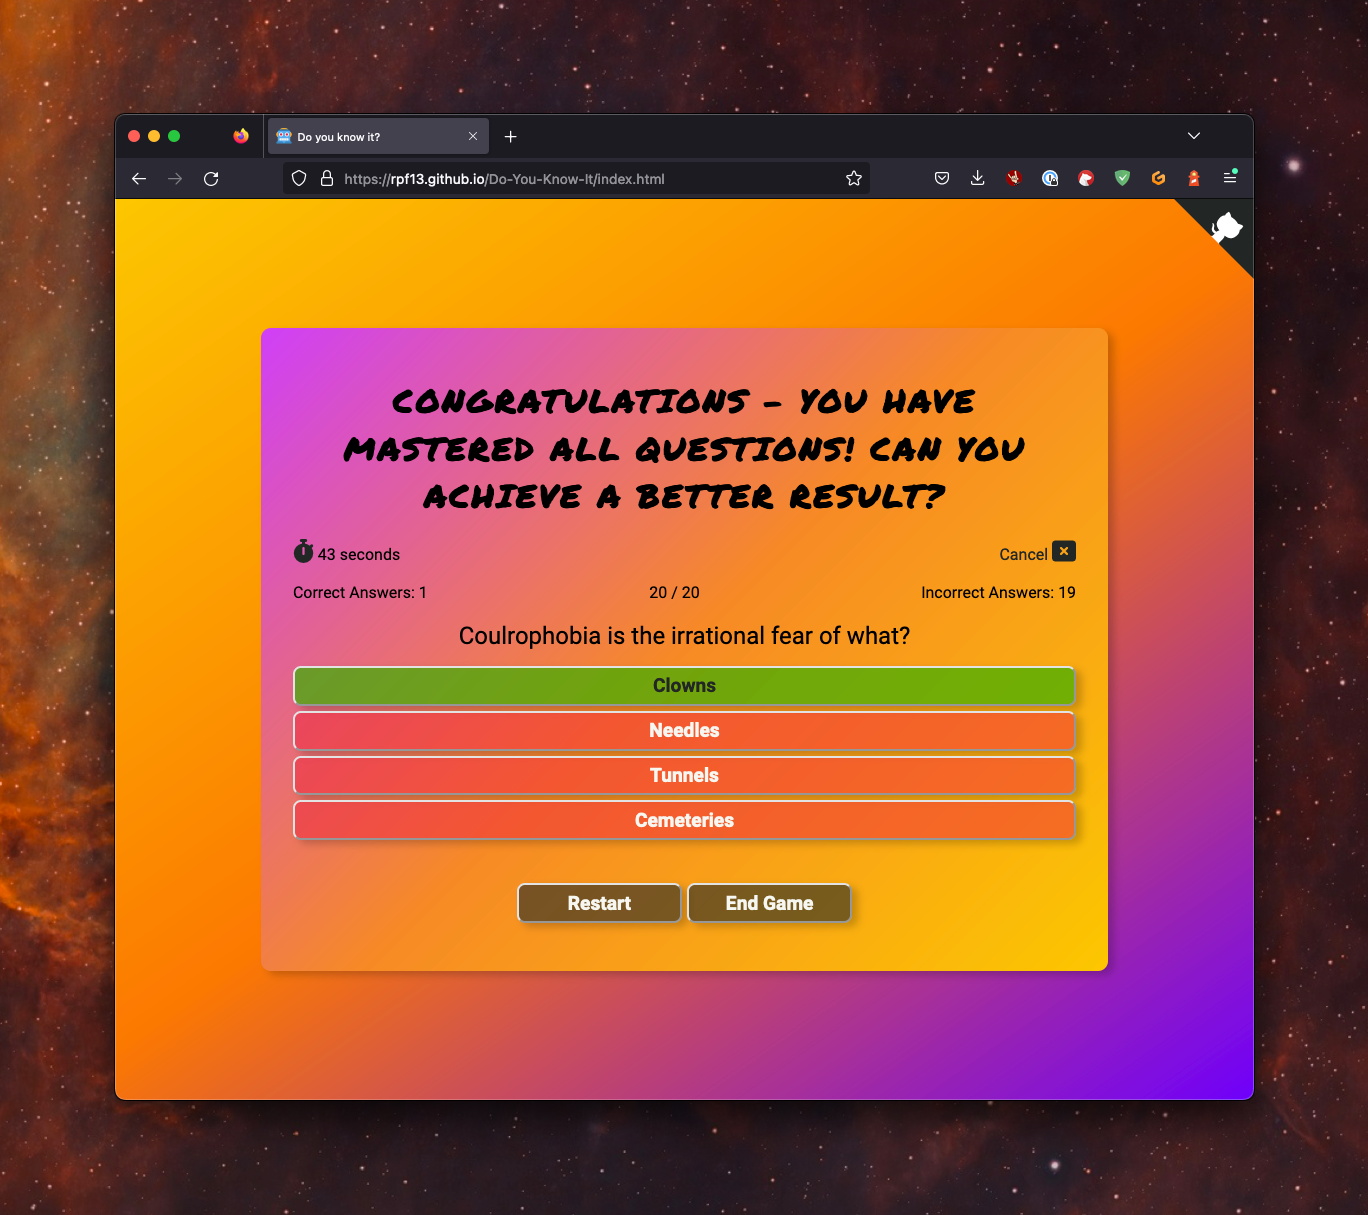 Do you know it?
https://rpf13.github.io/Do-You-Know-It/index.html
CONGRATULATIONS - YOU HAVE
MASTERED ALL QUESTIONS! CAN YOU
ACHIEVE A BETTER RESULT?
43 seconds
Cancel
Correct Answers: 1
20 / 20
Incorrect Answers: 19
Coulrophobia is the irrational fear of what?
Clowns
Needles
Tunnels
Cemeteries
Restart
End Game